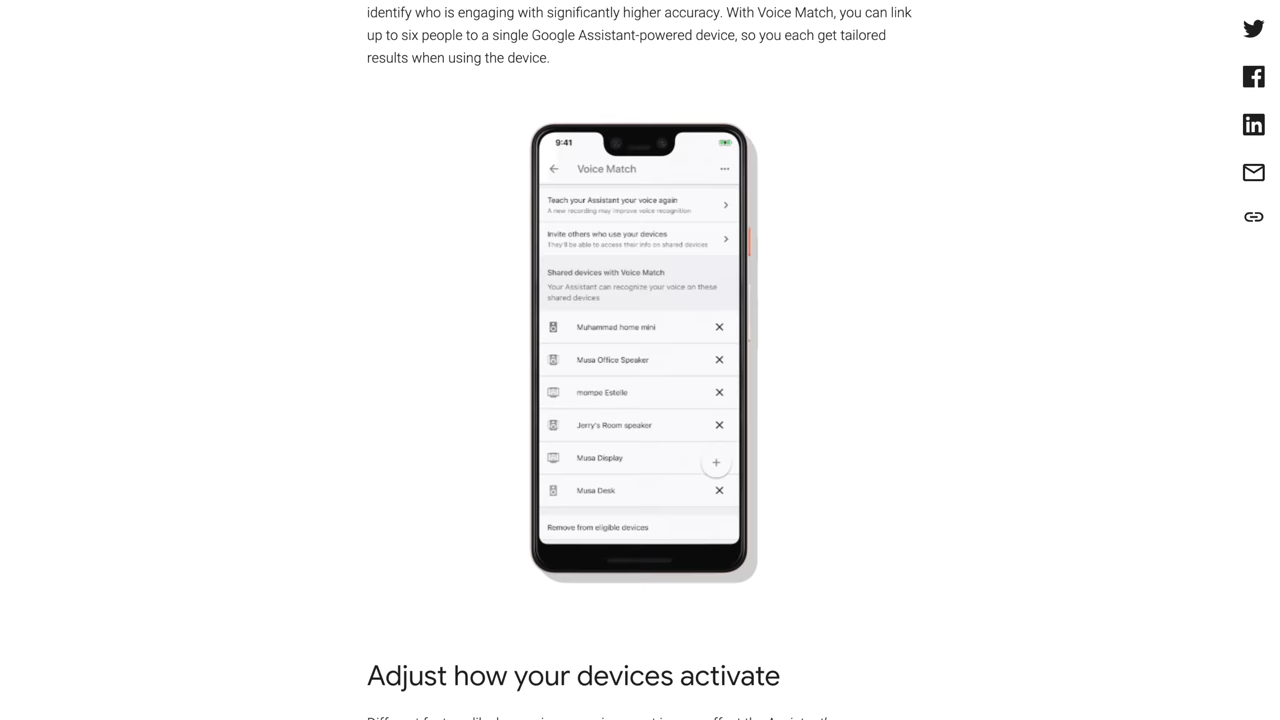 identify who is engaging with significantly higher accuracy. With Voice Match, you can link
up to six people to a single Google Assistant-powered device, so you each get tailored
results when using the device.
9:41
Voice Match
Teach your Assistant your voice again
A new recording may improve voice recognition
Invite others who use your devices
They'll be able to access their info on shared devices
Shared devices with Voice Match
Your Assistant can recognize your voice on these
shared devices
Muhammad home mini
Musa Office Speaker
mompe Estelle
Jerry's Room speaker
Musa Display
Musa Desk
Remove from eligible devices
Adjust how your devices activate